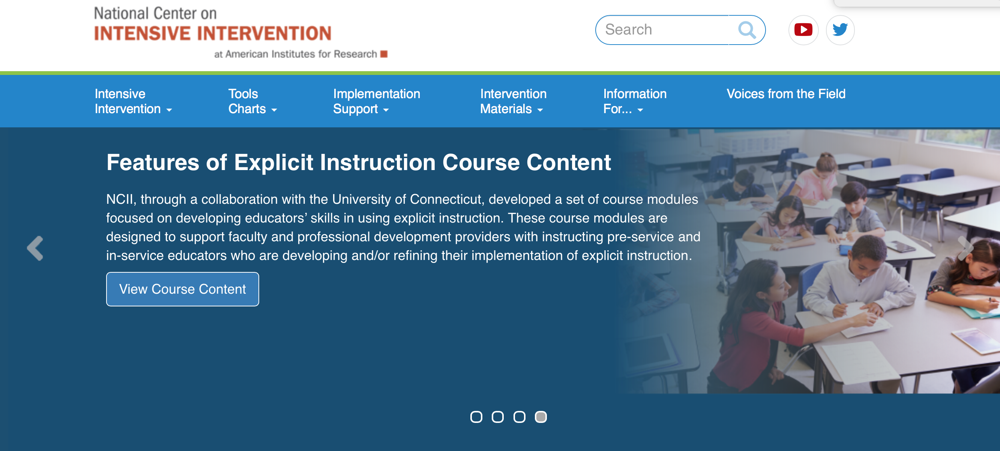 National Center on
INTENSIVE INTERVENTION
at American Institutes for Research
Search
Intensive
Intervention
Tools
Charts
Implementation
Support
Intervention
Materials
Information
For...
Voices from the Field
Features of Explicit Instruction Course Content
NCII, through a collaboration with the University of Connecticut, developed a set of course modules
focused on developing educators’ skills in using explicit instruction. These course modules are
designed to support faculty and professional development providers with instructing pre-service and
in-service educators who are developing and/or refining their implementation of explicit instruction.
View Course Content